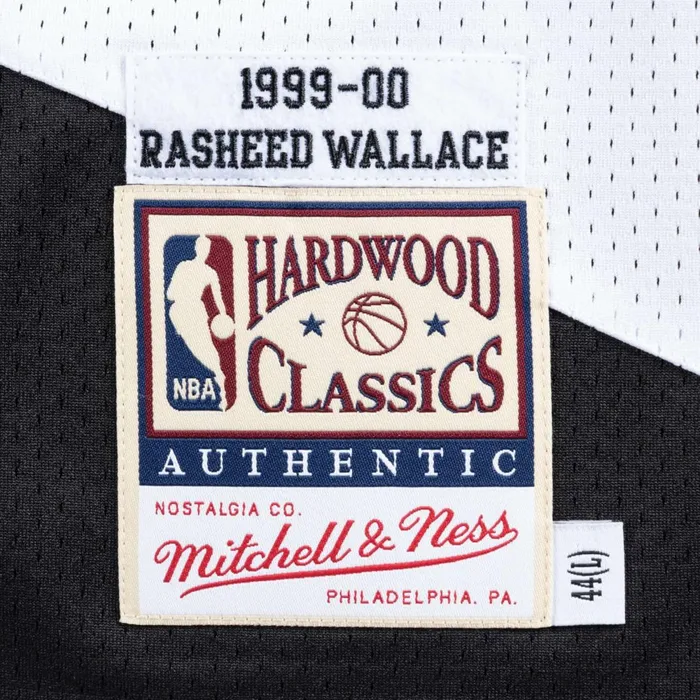 1999-00
RASHEED WALLACE
HARDWOOD
CLASSICS
NBA
AUTHENTIC
NOSTALGIA CO.
Mitchell & Ness
PHILADELPHIA, PA.
44(L)